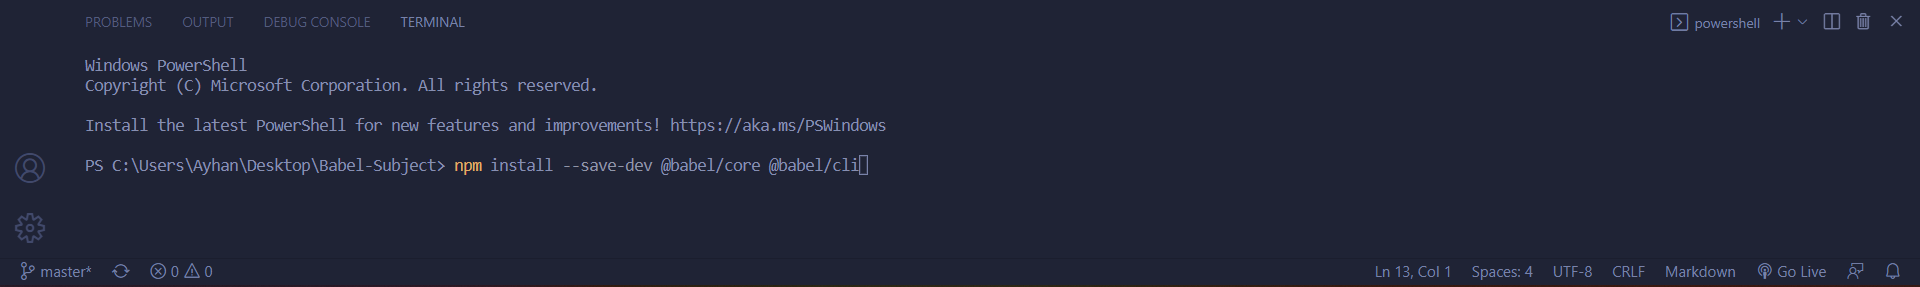 PROBLEMS OUTPUT DEBUG CONSOLE TERMINAL powershell
Windows PowerShell
Copyright (C) Microsoft Corporation. All rights reserved.
Install the latest PowerShell for new features and improvements! https://aka.ms/PSWindows
PS C:\Users\Ayhan\Desktop\Babel-Subject> npm install --save-dev @babel/core @babel/cli
master* 0 0 Ln 13, Col 1 Spaces: 4 UTF-8 CRLF Markdown Go Live